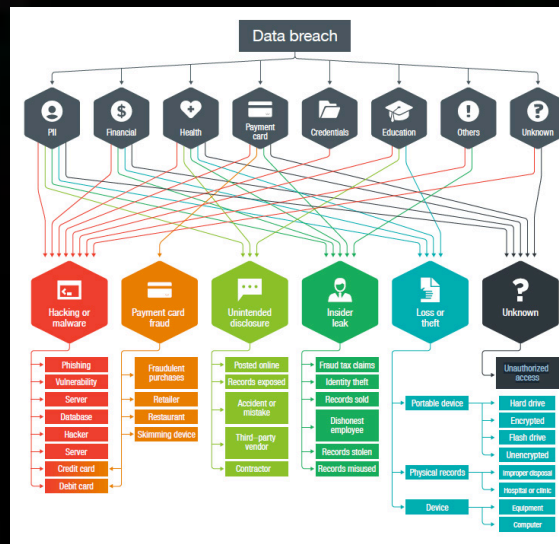 Data breach
PII
Financial
Health
Payment
card
Credentials
Education
Others
Unknown
Hacking or
malware
Payment card
fraud
Unintended
disclosure
Insider
leak
Loss or
theft
Unknown
Phishing
Vulnerability
Server
Database
Hacker
Server
Credit card
Debit card
Fraudulent
purchases
Retailer
Restaurant
Skimming device
Posted online
Records exposed
Accident or
mistake
Third-party
vendor
Contractor
Fraud tax claims
Identity theft
Records sold
Dishonest
employee
Records stolen
Records misused
Portable device
Physical records
Device
Hard drive
Encrypted
Flash drive
Unencrypted
Improper disposal
Hospital or clinic
Equipment
Computer
Unauthorized
access